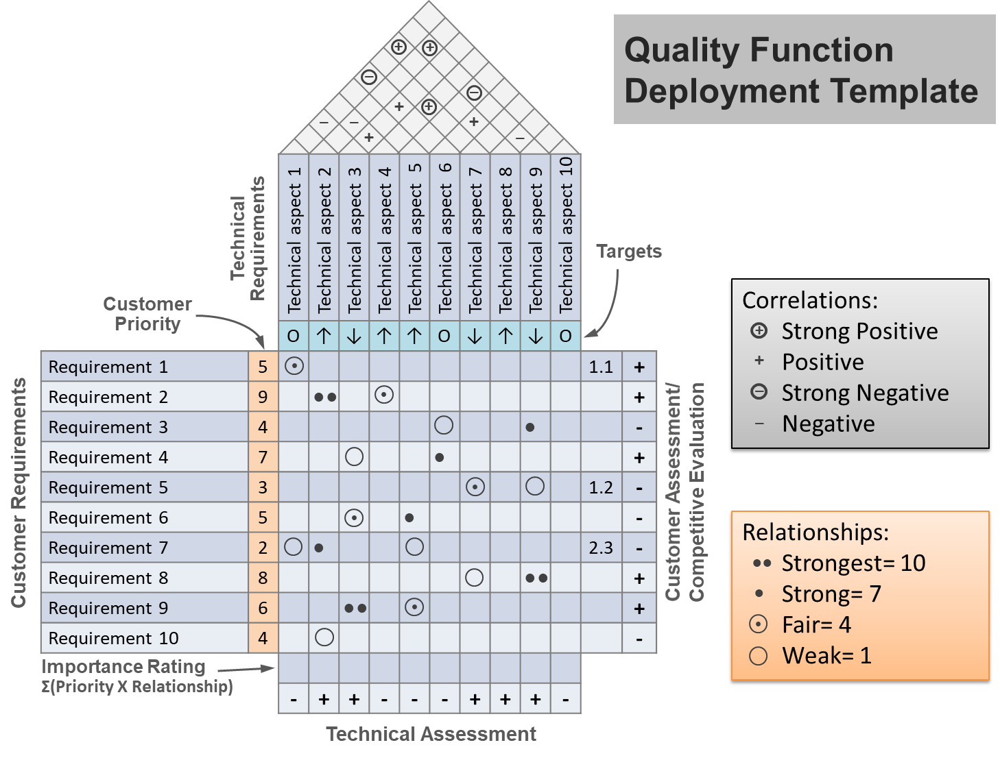 Quality Function
Deployment Template
Technical
Requirements
Technical aspect 1
Technical aspect 2
Technical aspect 3
Technical aspect 4
Technical aspect 5
Technical aspect 6
Technical aspect 7
Technical aspect 8
Technical aspect 9
Technical aspect 10
Targets
Customer
Priority
O ↑ ↓ ↑ ↑ O ↓ ↑ ↓ O
Customer Requirements
Requirement 1 5 1.1 +
Requirement 2 9 +
Requirement 3 4 -
Requirement 4 7 +
Requirement 5 3 1.2 -
Requirement 6 5 -
Requirement 7 2 2.3 -
Requirement 8 8 +
Requirement 9 6 +
Requirement 10 4 -
Customer Assessment/
Competitive Evaluation
Importance Rating
Σ(Priority X Relationship)
- + + - - - + + + -
Technical Assessment
Correlations:
⊕ Strong Positive
+ Positive
⊖ Strong Negative
− Negative
Relationships:
●● Strongest= 10
● Strong= 7
⊙ Fair= 4
○ Weak= 1